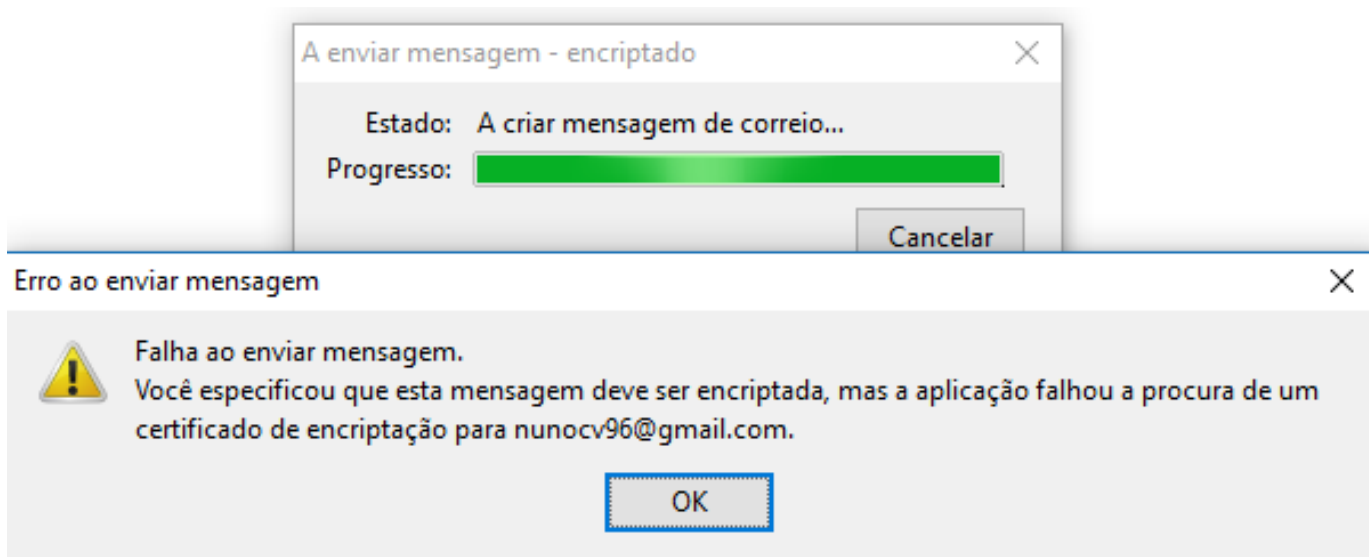 A enviar mensagem - encriptado
Estado: A criar mensagem de correio...
Progresso:
Cancelar
Erro ao enviar mensagem
Falha ao enviar mensagem.
Você especificou que esta mensagem deve ser encriptada, mas a aplicação falhou a procura de um
certificado de encriptação para nunocv96@gmail.com.
OK